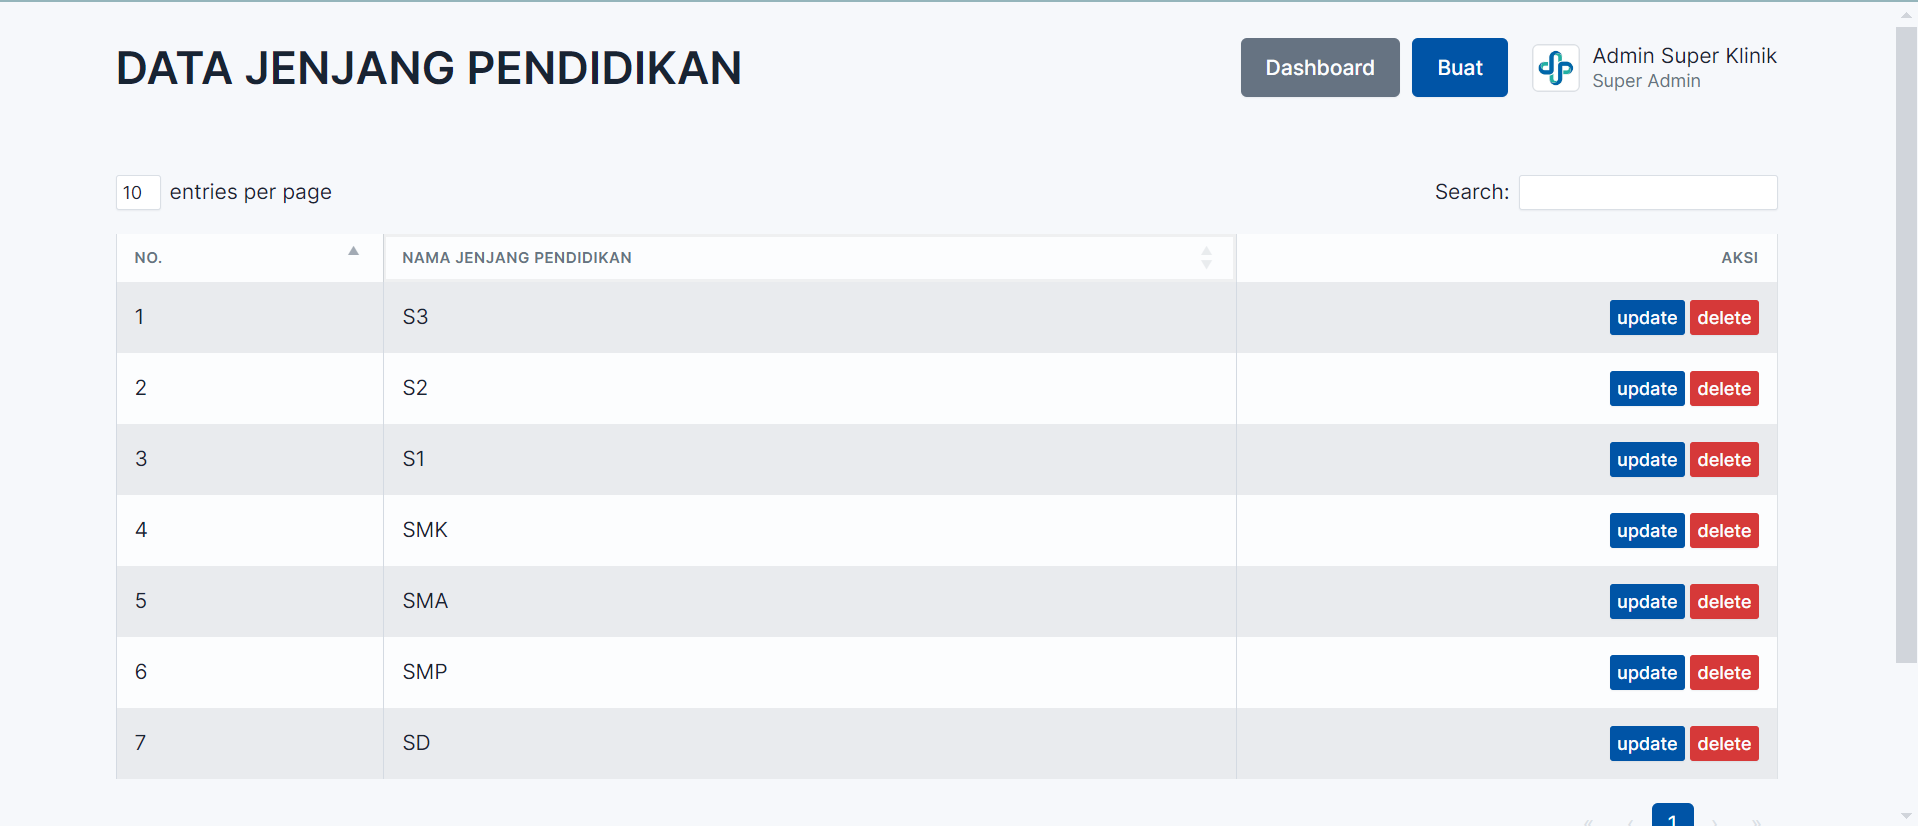 DATA JENJANG PENDIDIKAN
Dashboard Buat Admin Super Klinik
Super Admin
10 entries per page Search:
NO. NAMA JENJANG PENDIDIKAN AKSI
1 S3 update delete
2 S2 update delete
3 S1 update delete
4 SMK update delete
5 SMA update delete
6 SMP update delete
7 SD update delete
« ‹ 1 › »